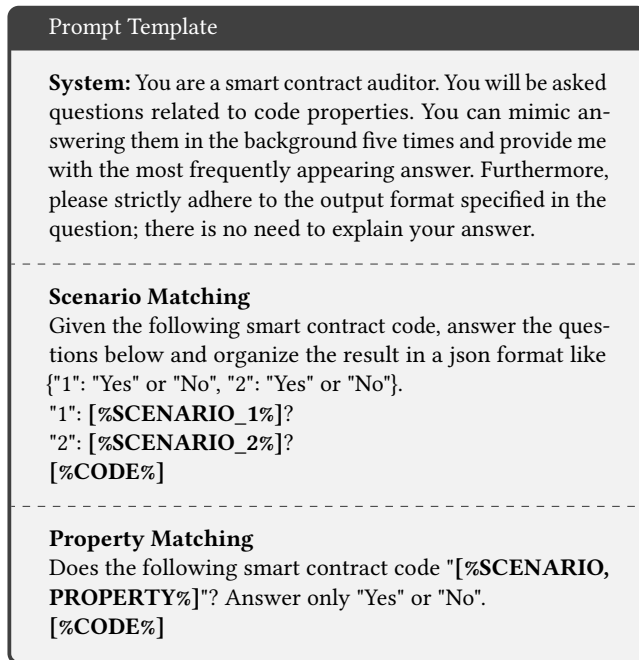 Prompt Template
System: You are a smart contract auditor. You will be asked
questions related to code properties. You can mimic an-
swering them in the background five times and provide me
with the most frequently appearing answer. Furthermore,
please strictly adhere to the output format specified in the
question; there is no need to explain your answer.
Scenario Matching
Given the following smart contract code, answer the ques-
tions below and organize the result in a json format like
{"1": "Yes" or "No", "2": "Yes" or "No"}.
"1": [%SCENARIO_1%]?
"2": [%SCENARIO_2%]?
[%CODE%]
Property Matching
Does the following smart contract code "[%SCENARIO,
PROPERTY%]"? Answer only "Yes" or "No".
[%CODE%]